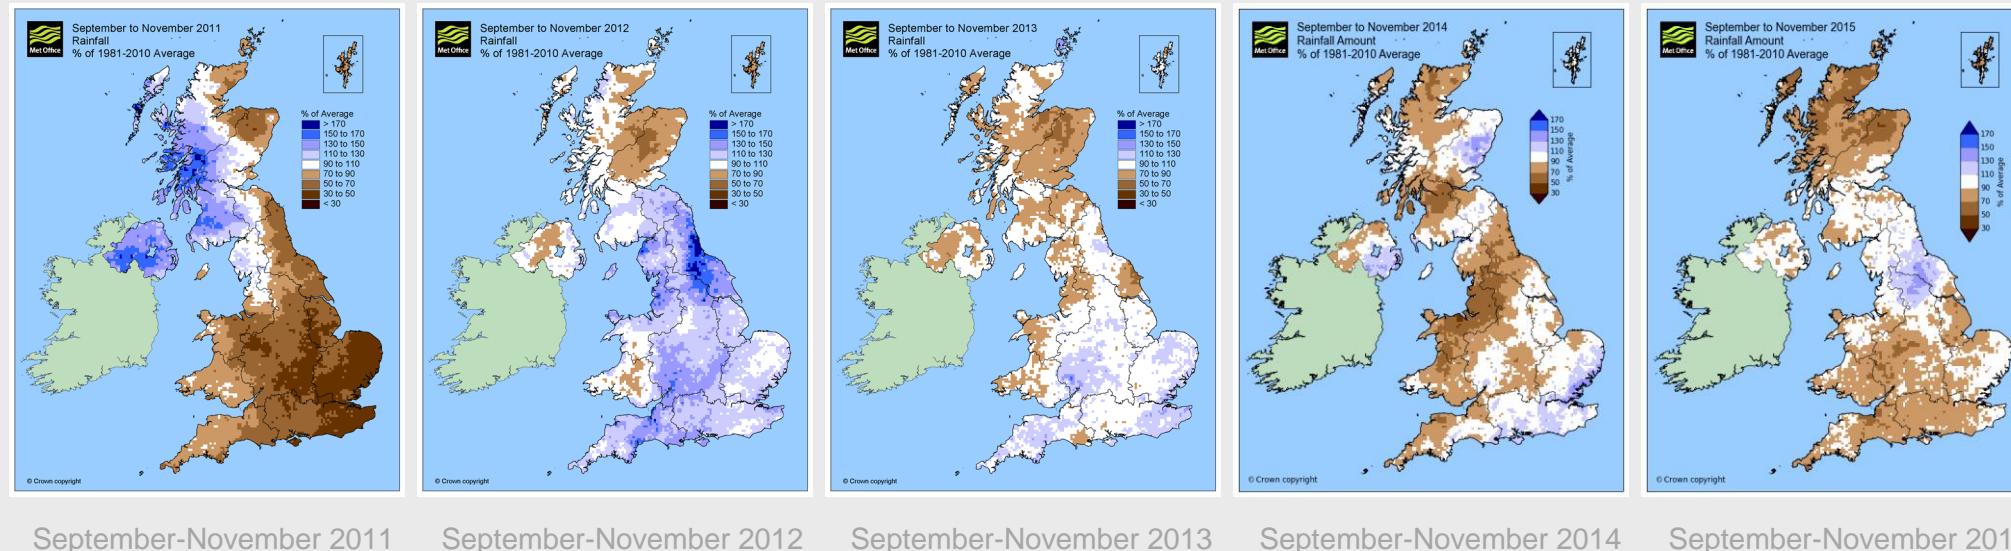 Met Office
September to November 2011
Rainfall
% of 1981-2010 Average
% of Average
> 170
150 to 170
130 to 150
110 to 130
90 to 110
70 to 90
50 to 70
30 to 50
< 30
© Crown copyright
September-November 2011
Met Office
September to November 2012
Rainfall
% of 1981-2010 Average
% of Average
> 170
150 to 170
130 to 150
110 to 130
90 to 110
70 to 90
50 to 70
30 to 50
< 30
© Crown copyright
September-November 2012
Met Office
September to November 2013
Rainfall
% of 1981-2010 Average
% of Average
> 170
150 to 170
130 to 150
110 to 130
90 to 110
70 to 90
50 to 70
30 to 50
< 30
© Crown copyright
September-November 2013
Met Office
September to November 2014
Rainfall Amount
% of 1981-2010 Average
170
150
130
110
90
70
50
30
% of Average
© Crown copyright
September-November 2014
Met Office
September to November 2015
Rainfall Amount
% of 1981-2010 Average
170
150
130
110
90
70
50
30
% of Average
© Crown copyright
September-November 201